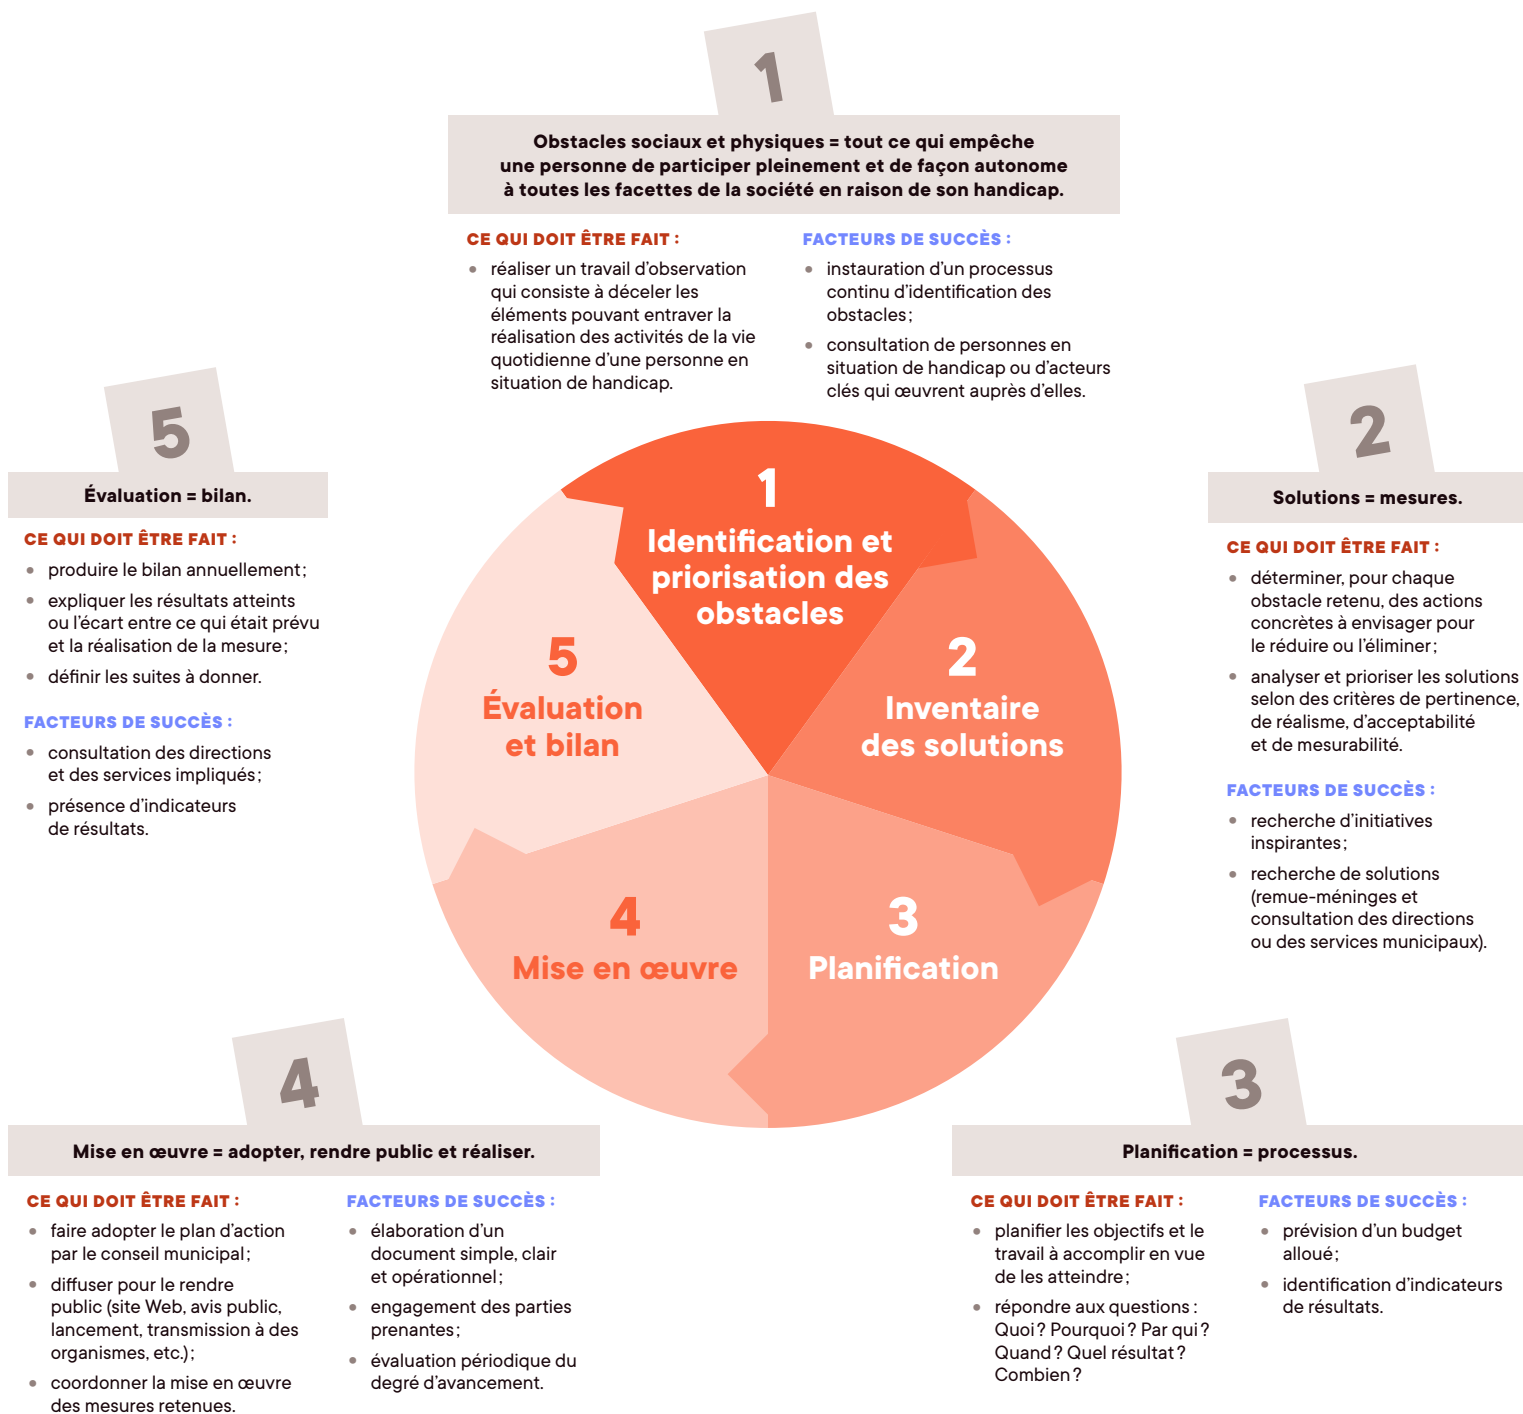 1
Obstacles sociaux et physiques = tout ce qui empêche
une personne de participer pleinement et de façon autonome
à toutes les facettes de la société en raison de son handicap.
CE QUI DOIT ÊTRE FAIT :
• réaliser un travail d’observation
qui consiste à déceler les
éléments pouvant entraver la
réalisation des activités de la vie
quotidienne d’une personne en
situation de handicap.
FACTEURS DE SUCCÈS :
• instauration d’un processus
continu d’identification des
obstacles ;
• consultation de personnes en
situation de handicap ou d’acteurs
clés qui œuvrent auprès d’elles.
2
Solutions = mesures.
CE QUI DOIT ÊTRE FAIT :
• déterminer, pour chaque
obstacle retenu, des actions
concrètes à envisager pour
le réduire ou l’éliminer ;
• analyser et prioriser les solutions
selon des critères de pertinence,
de réalisme, d’acceptabilité
et de mesurabilité.
FACTEURS DE SUCCÈS :
• recherche d’initiatives
inspirantes ;
• recherche de solutions
(remue-méninges et
consultation des directions
ou des services municipaux).
3
Planification = processus.
CE QUI DOIT ÊTRE FAIT :
• planifier les objectifs et le
travail à accomplir en vue
de les atteindre ;
• répondre aux questions :
Quoi ? Pourquoi ? Par qui ?
Quand ? Quel résultat ?
Combien ?
FACTEURS DE SUCCÈS :
• prévision d’un budget
alloué ;
• identification d’indicateurs
de résultats.
4
Mise en œuvre = adopter, rendre public et réaliser.
CE QUI DOIT ÊTRE FAIT :
• faire adopter le plan d’action
par le conseil municipal ;
• diffuser pour le rendre
public (site Web, avis public,
lancement, transmission à des
organismes, etc.) ;
• coordonner la mise en œuvre
des mesures retenues.
FACTEURS DE SUCCÈS :
• élaboration d’un
document simple, clair
et opérationnel ;
• engagement des parties
prenantes ;
• évaluation périodique du
degré d’avancement.
5
Évaluation = bilan.
CE QUI DOIT ÊTRE FAIT :
• produire le bilan annuellement ;
• expliquer les résultats atteints
ou l’écart entre ce qui était prévu
et la réalisation de la mesure ;
• définir les suites à donner.
FACTEURS DE SUCCÈS :
• consultation des directions
et des services impliqués ;
• présence d’indicateurs
de résultats.
1
Identification et
priorisation des
obstacles
2
Inventaire
des solutions
3
Planification
4
Mise en œuvre
5
Évaluation
et bilan